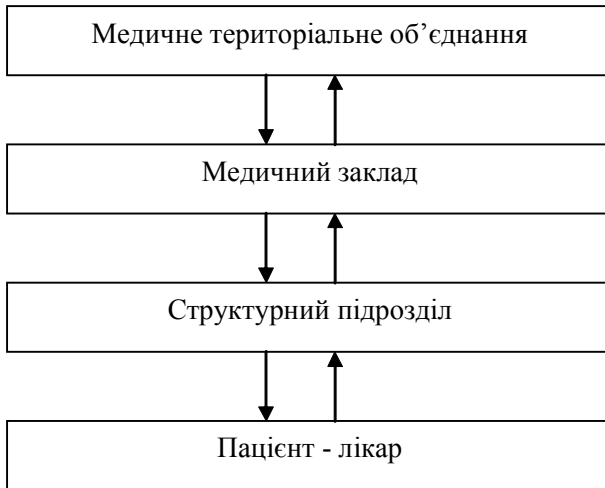 Медичне територіальне об’єднання
Медичний заклад
Структурний підрозділ
Пацієнт - лікар